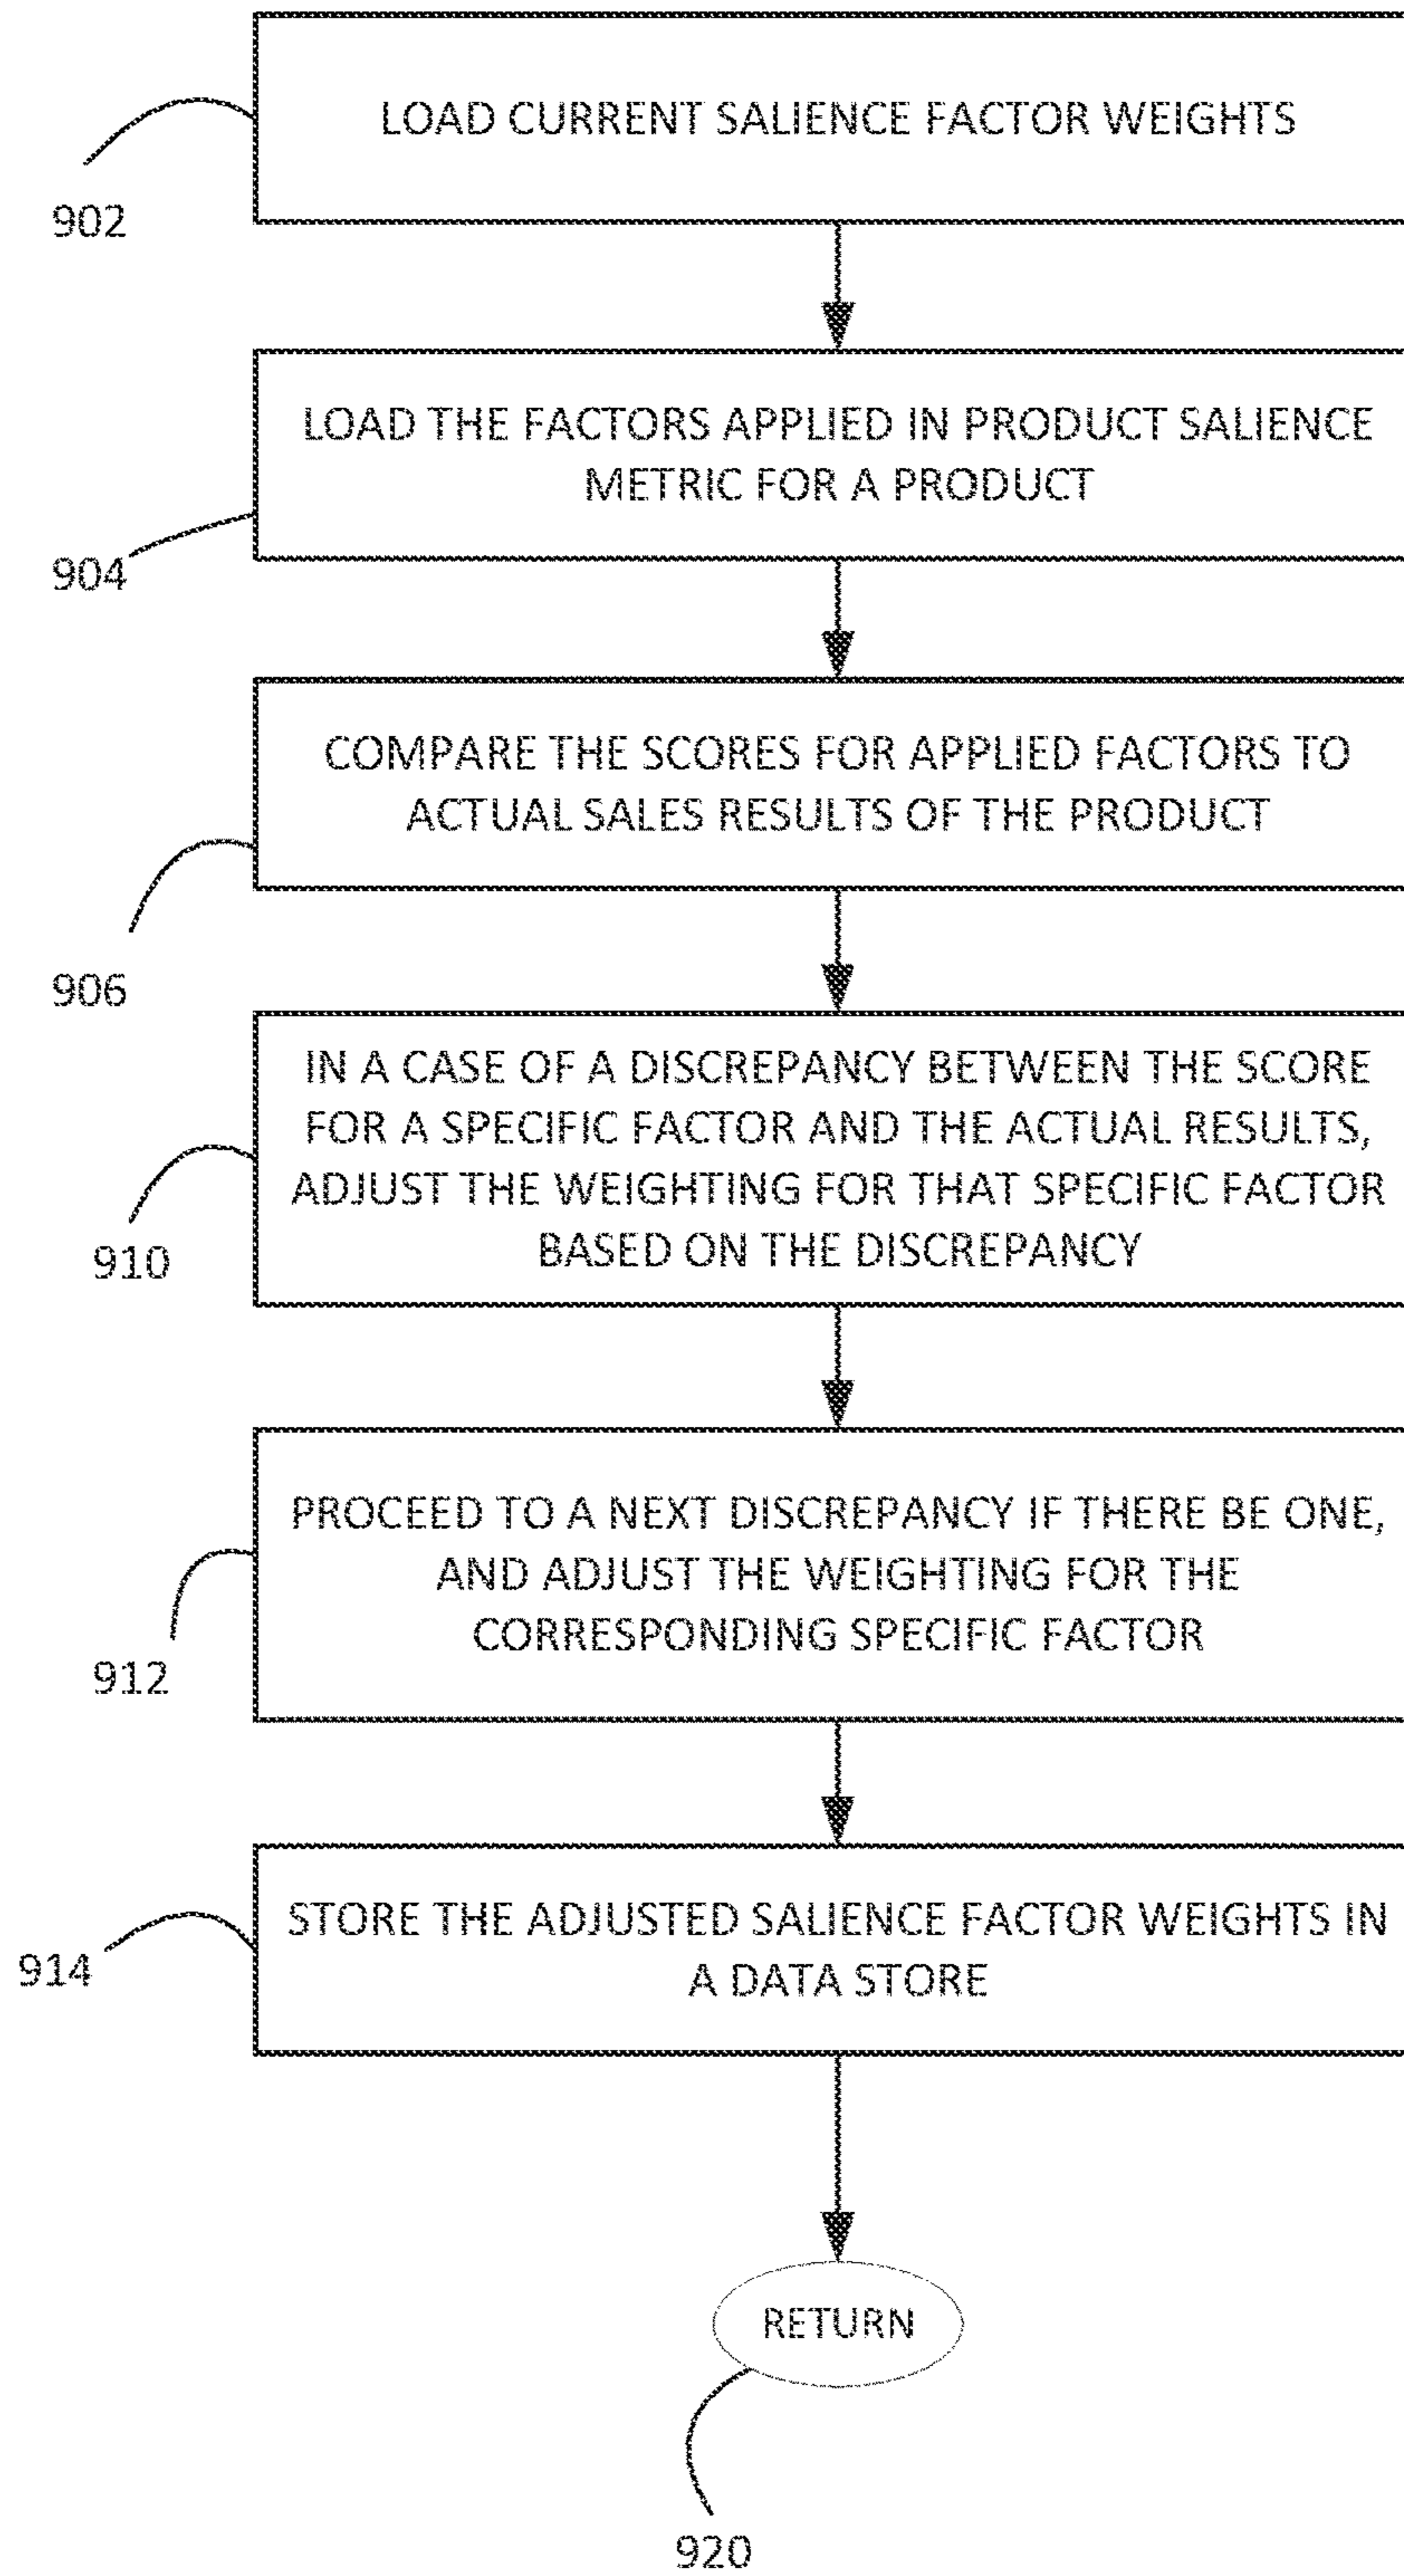 LOAD CURRENT SALIENCE FACTOR WEIGHTS
902
LOAD THE FACTORS APPLIED IN PRODUCT SALIENCE
METRIC FOR A PRODUCT
904
COMPARE THE SCORES FOR APPLIED FACTORS TO
ACTUAL SALES RESULTS OF THE PRODUCT
906
IN A CASE OF A DISCREPANCY BETWEEN THE SCORE
FOR A SPECIFIC FACTOR AND THE ACTUAL RESULTS,
ADJUST THE WEIGHTING FOR THAT SPECIFIC FACTOR
BASED ON THE DISCREPANCY
910
PROCEED TO A NEXT DISCREPANCY IF THERE BE ONE,
AND ADJUST THE WEIGHTING FOR THE
CORRESPONDING SPECIFIC FACTOR
912
STORE THE ADJUSTED SALIENCE FACTOR WEIGHTS IN
A DATA STORE
914
RETURN
920